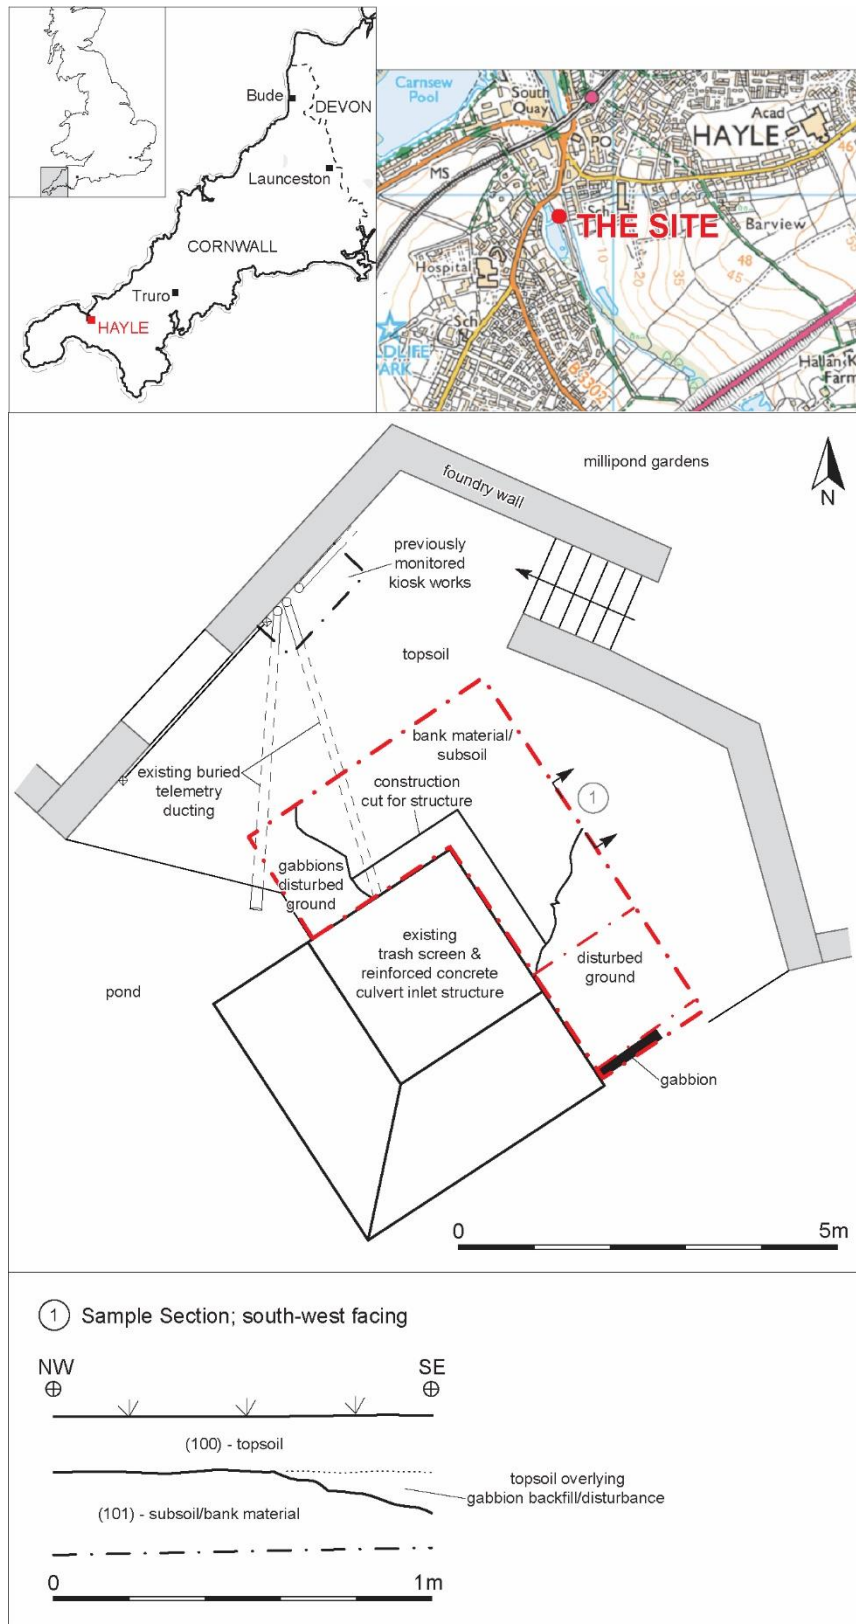 Bude
DEVON
Launceston
CORNWALL
Truro
HAYLE
Carnsew
Pool
South
Quay
Acad
HAYLE
PO
MS
46
Sch
THE SITE
Barview
10
20
35
48
45
Hospital
Sch
LIFE
PARK
B3302
Hallan K
Farm
millipond gardens
N
foundry wall
previously
monitored
kiosk works
topsoil
bank material/
subsoil
existing buried
telemetry
ducting
construction
cut for structure
1
gabbions
disturbed
ground
existing
trash screen &
reinforced concrete
culvert inlet structure
disturbed
ground
pond
gabbion
0
5m
1 Sample Section; south-west facing
NW
SE
(100) - topsoil
topsoil overlying
gabbion backfill/disturbance
(101) - subsoil/bank material
0
1m